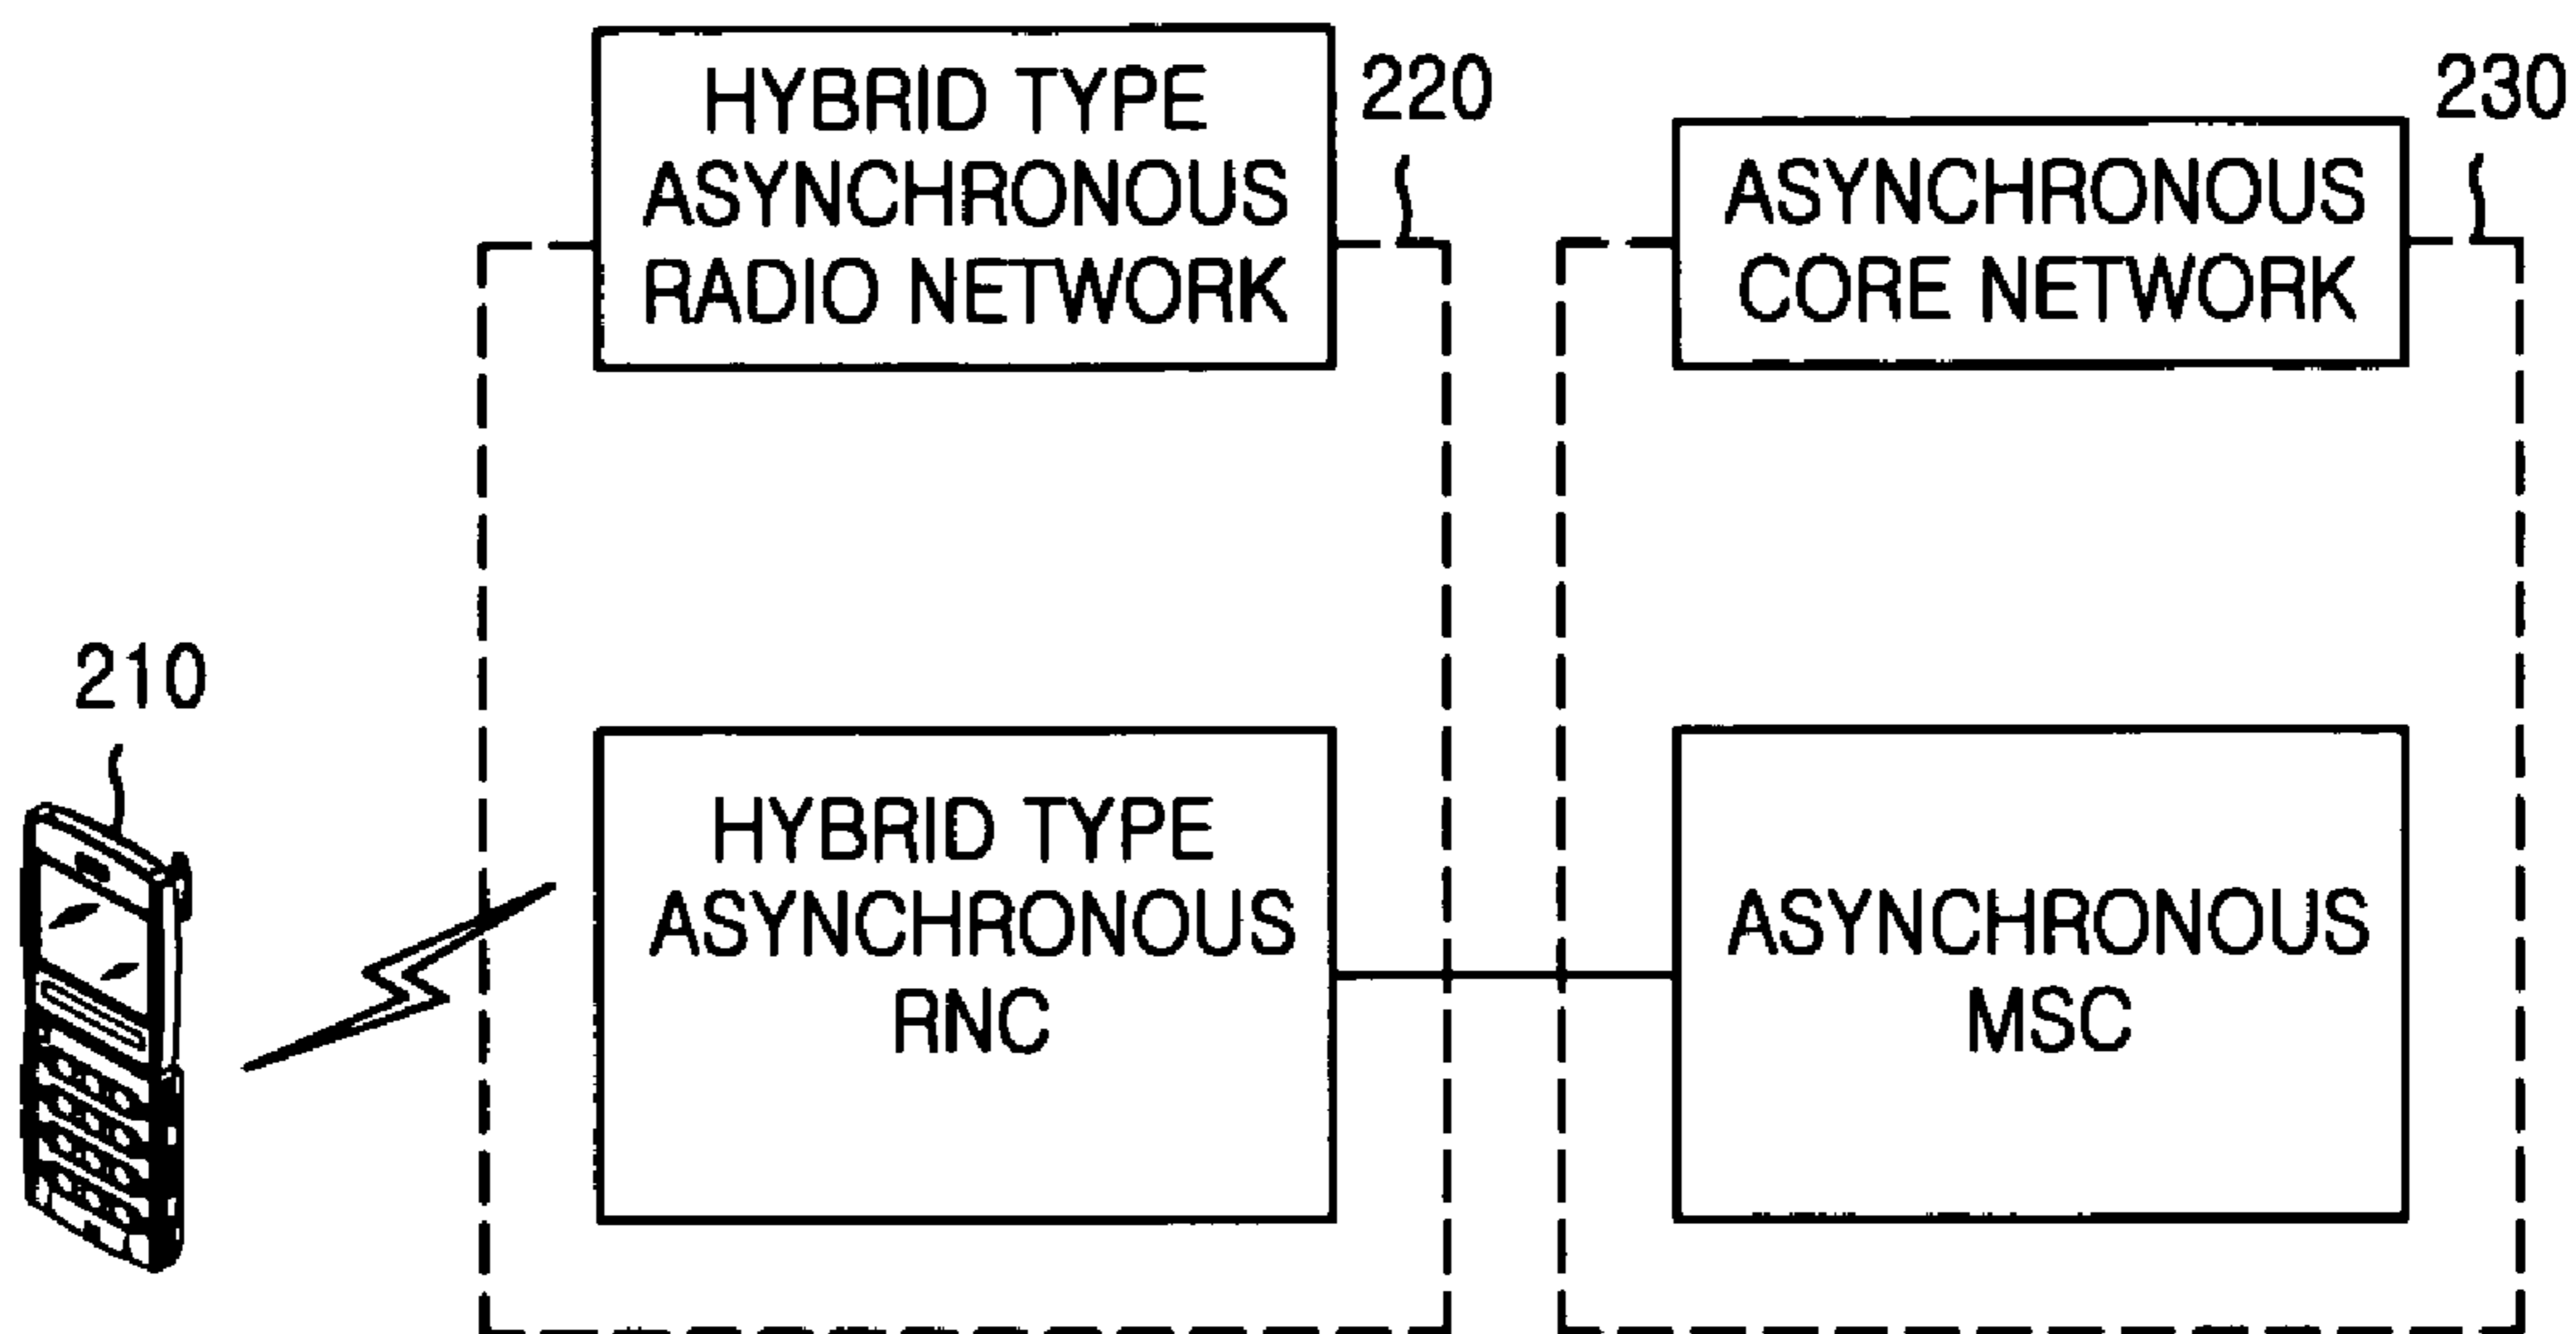 HYBRID TYPE
ASYNCHRONOUS
RADIO NETWORK
220
ASYNCHRONOUS
CORE NETWORK
230
210
HYBRID TYPE
ASYNCHRONOUS
RNC
ASYNCHRONOUS
MSC